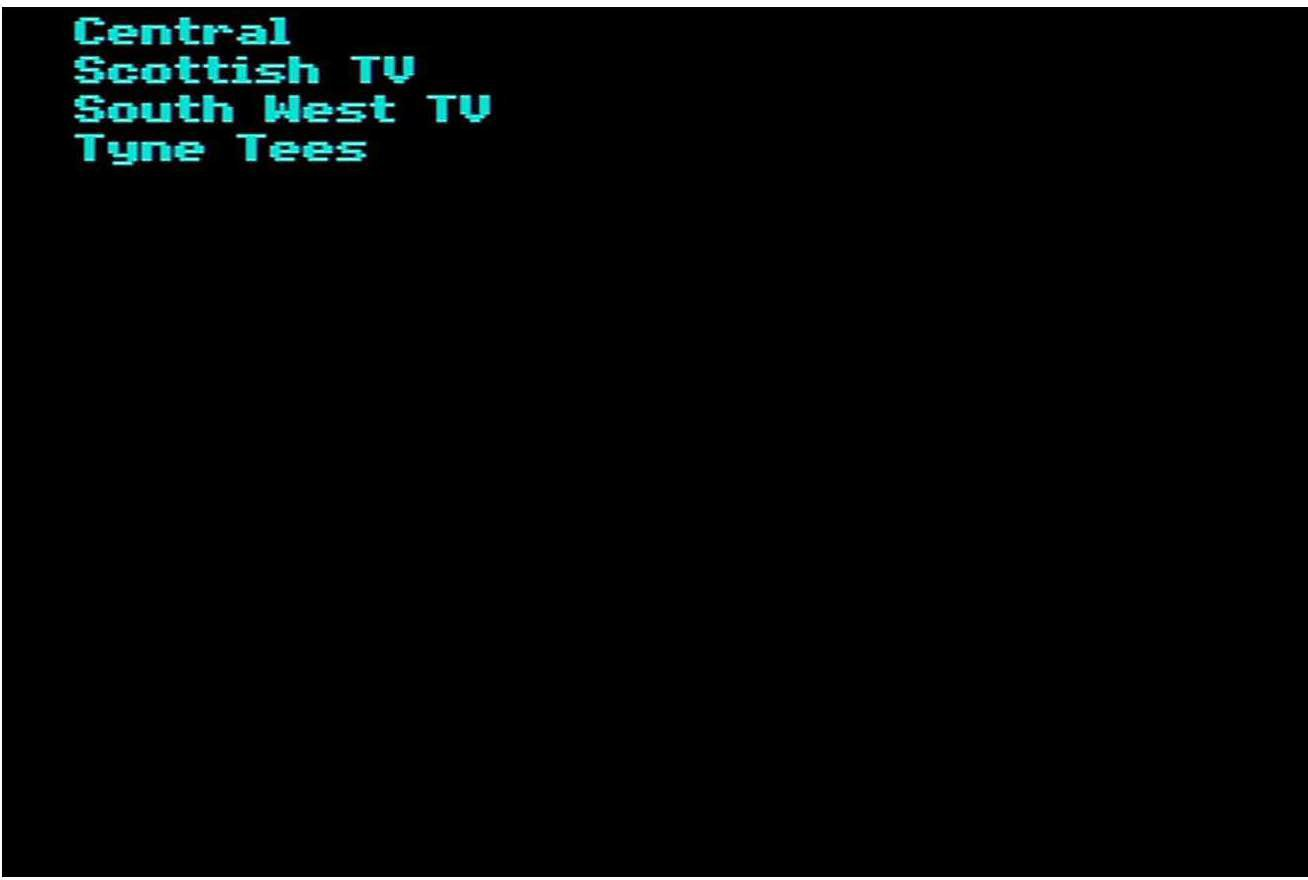 Central
Scottish TV
South West TV
Tyne Tees